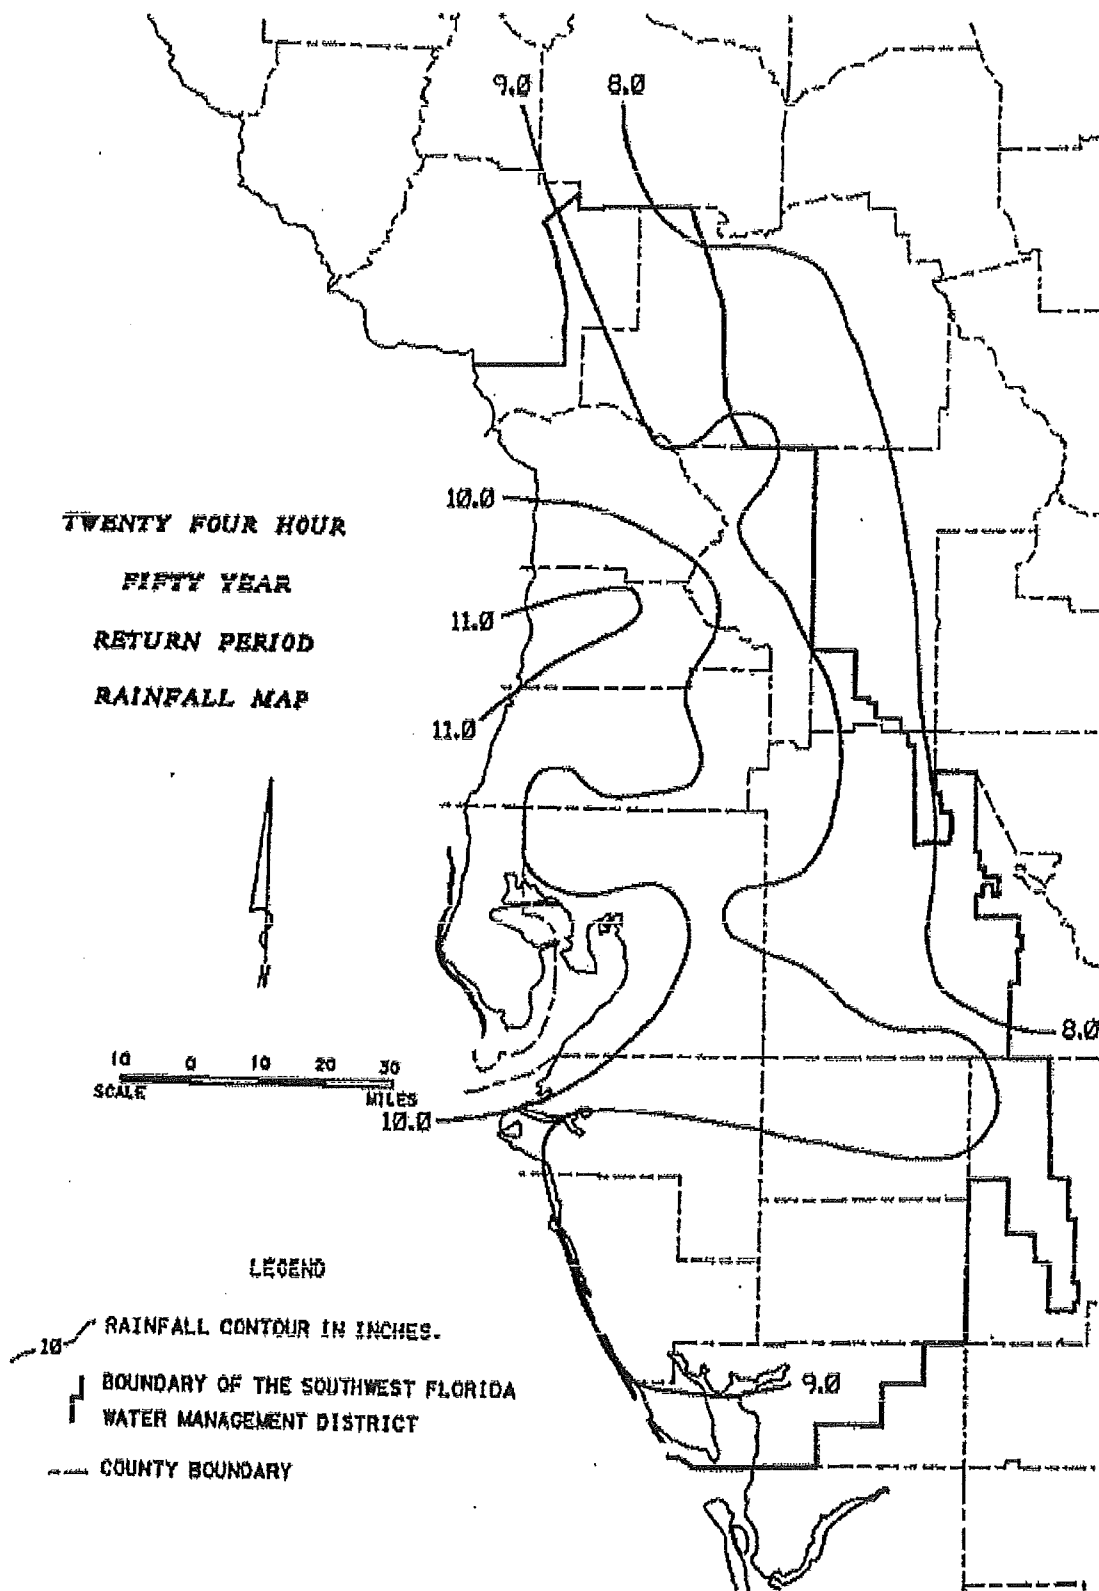 9.0
8.0
10.0
TWENTY FOUR HOUR
FIFTY YEAR
RETURN PERIOD
RAINFALL MAP
11.0
11.0
N
8.0
10 0 10 20 30
SCALE MILES
10.0
LEGEND
10 RAINFALL CONTOUR IN INCHES.
BOUNDARY OF THE SOUTHWEST FLORIDA
WATER MANAGEMENT DISTRICT
COUNTY BOUNDARY
9.0